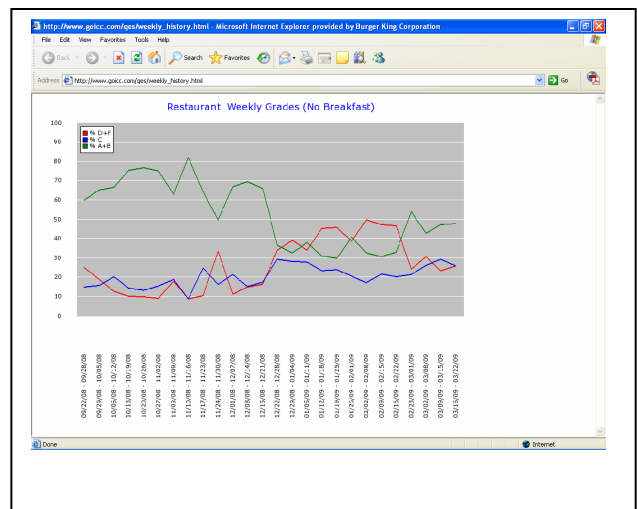 http://www.goicc.com/qes/weekly_history.html - Microsoft Internet Explorer provided by Burger King Corporation
File Edit View Favorites Tools Help
Back Search Favorites
Address http://www.goicc.com/qes/weekly_history.html Go
Restaurant Weekly Grades (No Breakfast)
% D+F
% C
% A+B
100
90
80
70
60
50
40
30
20
10
0
09/22/08 - 09/28/08
09/29/08 - 10/05/08
10/06/08 - 10/12/08
10/13/08 - 10/19/08
10/20/08 - 10/26/08
10/27/08 - 11/02/08
11/03/08 - 11/09/08
11/10/08 - 11/16/08
11/17/08 - 11/23/08
11/24/08 - 11/30/08
12/01/08 - 12/07/08
12/08/08 - 12/14/08
12/15/08 - 12/21/08
12/22/08 - 12/28/08
12/29/08 - 01/04/09
01/05/09 - 01/11/09
01/12/09 - 01/18/09
01/19/09 - 01/25/09
01/26/09 - 02/01/09
02/02/09 - 02/08/09
02/09/09 - 02/15/09
02/16/09 - 02/22/09
02/23/09 - 03/01/09
03/02/09 - 03/08/09
03/09/09 - 03/15/09
03/16/09 - 03/22/09
Done Internet